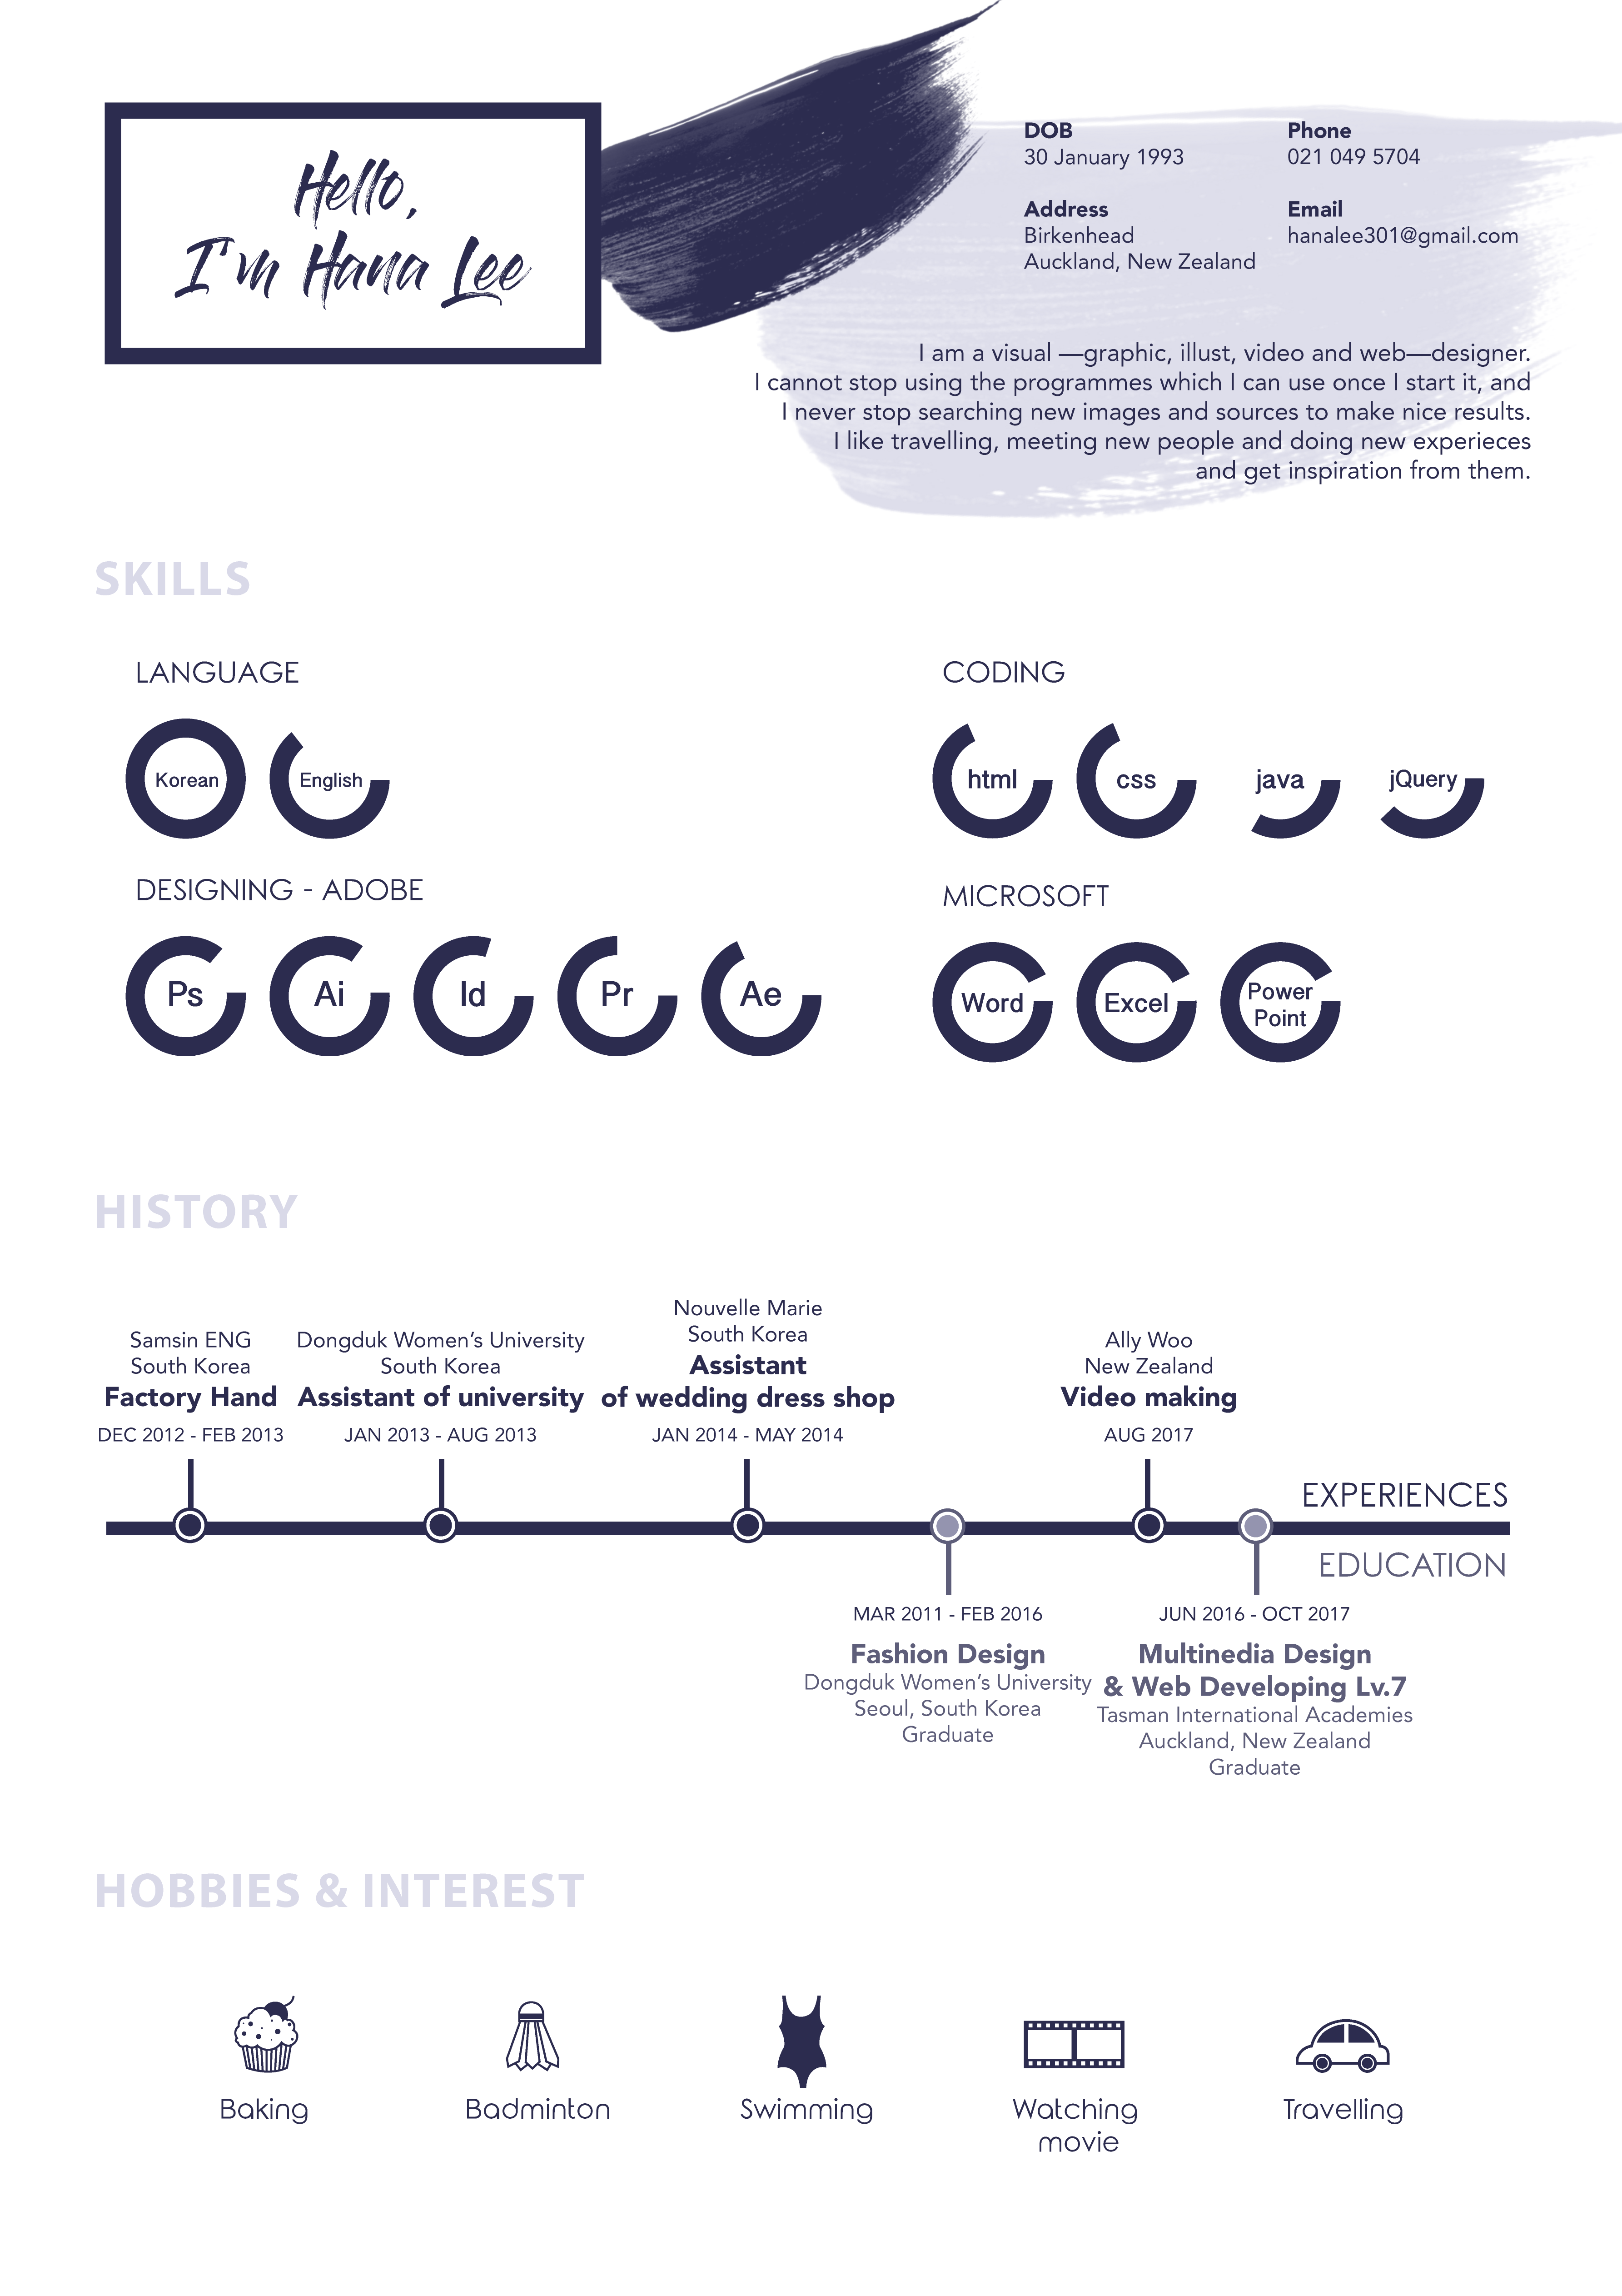 Hello,
I'm Hana Lee
DOB
30 January 1993
Phone
021 049 5704
Address
Birkenhead
Auckland, New Zealand
Email
hanalee301@gmail.com
I am a visual —graphic, illust, video and web—designer.
I cannot stop using the programmes which I can use once I start it, and
I never stop searching new images and sources to make nice results.
I like travelling, meeting new people and doing new experieces
and get inspiration from them.
SKILLS
LANGUAGE
Korean
English
CODING
html
css
java
jQuery
DESIGNING - ADOBE
Ps
Ai
Id
Pr
Ae
MICROSOFT
Word
Excel
Power
Point
HISTORY
Samsin ENG
South Korea
Factory Hand
DEC 2012 - FEB 2013
Dongduk Women’s University
South Korea
Assistant of university
JAN 2013 - AUG 2013
Nouvelle Marie
South Korea
Assistant
of wedding dress shop
JAN 2014 - MAY 2014
Ally Woo
New Zealand
Video making
AUG 2017
EXPERIENCES
EDUCATION
MAR 2011 - FEB 2016
Fashion Design
Dongduk Women’s University
Seoul, South Korea
Graduate
JUN 2016 - OCT 2017
Multinedia Design
& Web Developing Lv.7
Tasman International Academies
Auckland, New Zealand
Graduate
HOBBIES & INTEREST
Baking
Badminton
Swimming
Watching
movie
Travelling